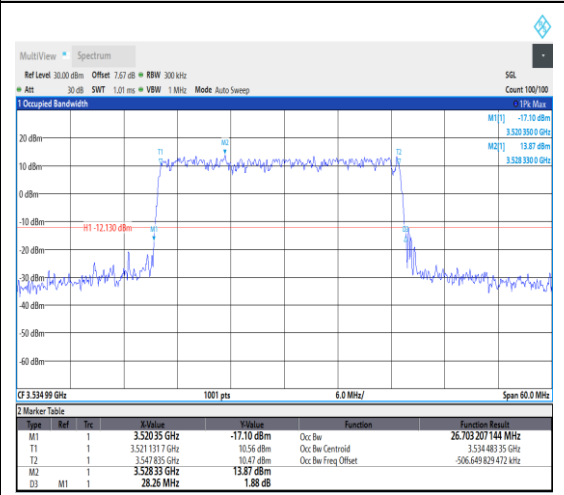 MultiView Spectrum
Ref Level 30.00 dBm Offset 7.67 dB RBW 300 kHz SGL
Att 30 dB SWT 1.01 ms VBW 1 MHz Mode Auto Sweep Count 100/100
1 Occupied Bandwidth 1Pk Max
M1[1] -17.10 dBm
3.520 350 0 GHz
M2[1] 13.87 dBm
3.528 330 0 GHz
20 dBm
M2
T1 T2
10 dBm
0 dBm
-10 dBm
H1 -12.130 dBm
M1
-20 dBm
-30 dBm
-40 dBm
-50 dBm
-60 dBm
CF 3.534 99 GHz 1001 pts 6.0 MHz/ Span 60.0 MHz
2 Marker Table
Type Ref Trc X-Value Y-Value Function Function Result
M1 1 3.520 35 GHz -17.10 dBm Occ Bw 26.703 207 144 MHz
T1 1 3.521 131 7 GHz 10.56 dBm Occ Bw Centroid 3.534 483 35 GHz
T2 1 3.547 835 GHz 10.47 dBm Occ Bw Freq Offset -506.649 829 472 kHz
M2 1 3.528 33 GHz 13.87 dBm
D3 M1 1 28.26 MHz 1.88 dB